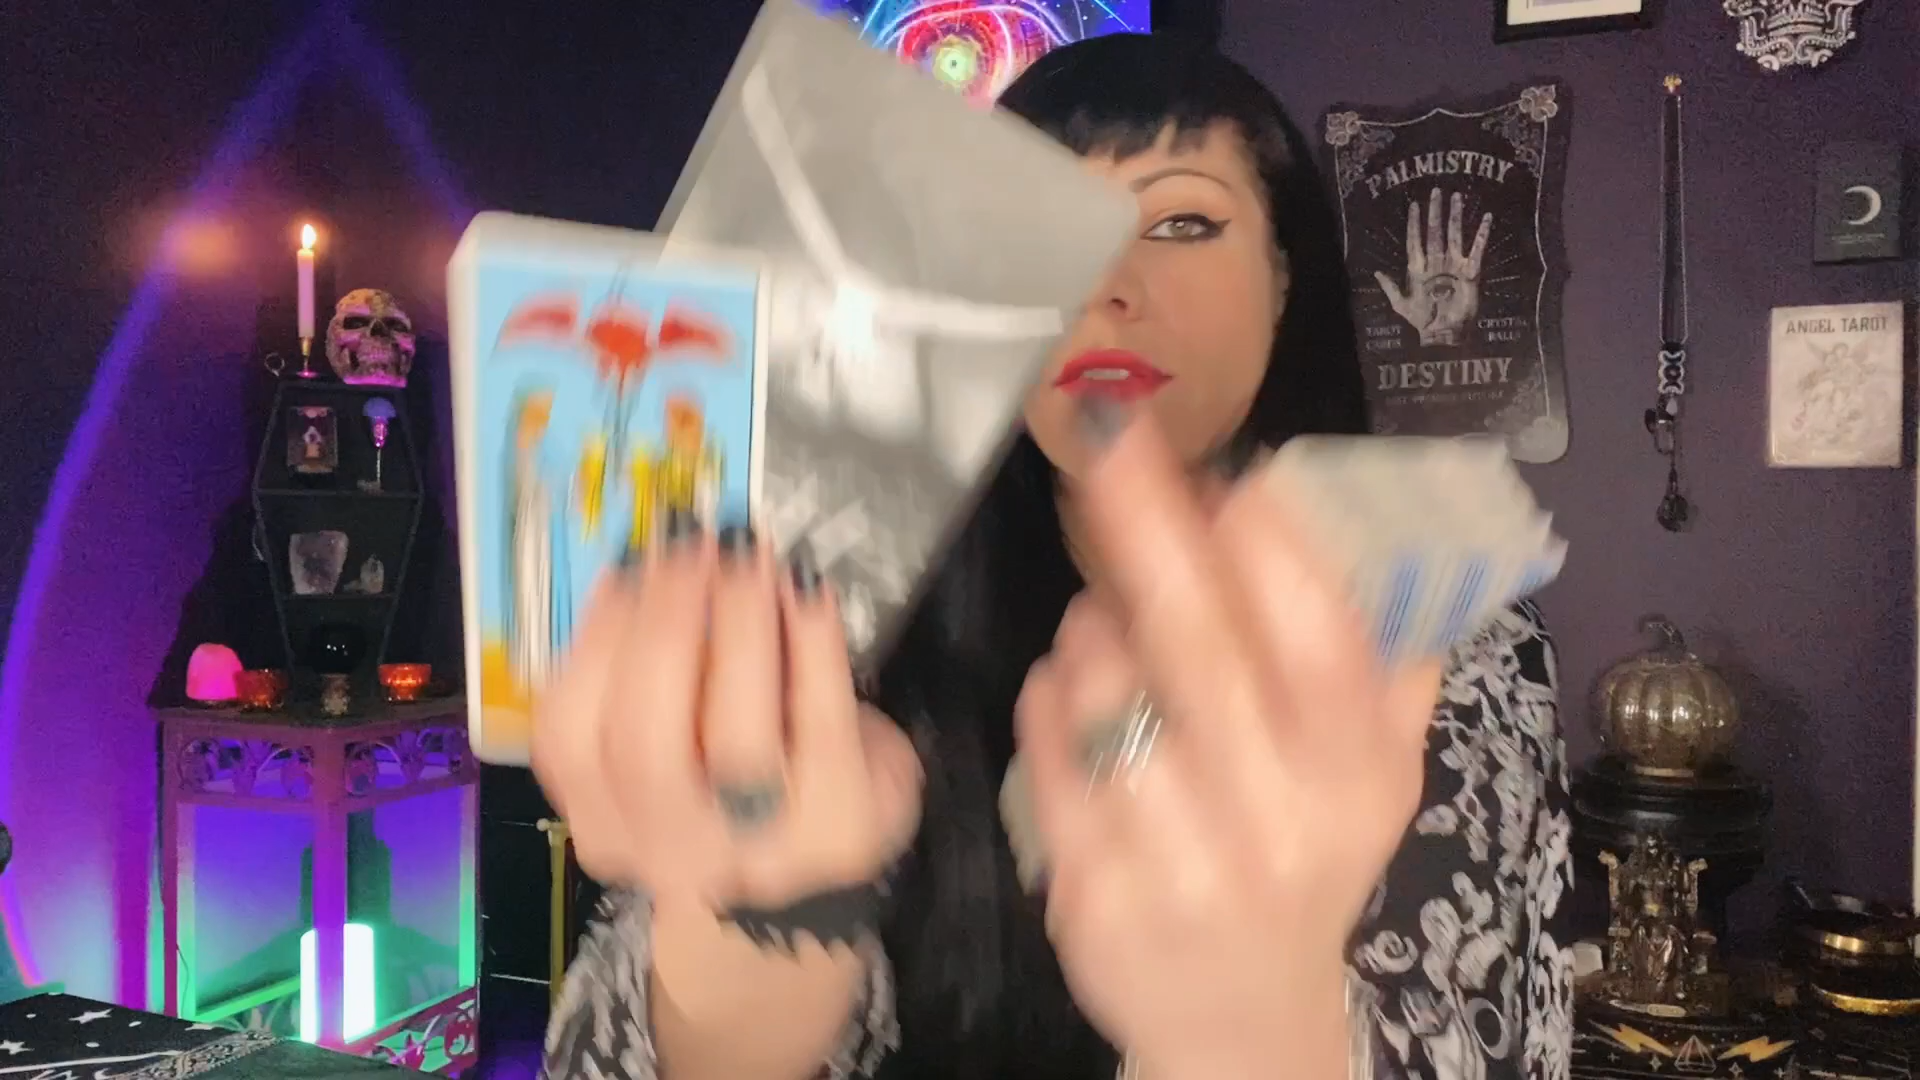 PALMISTRY
TAROT CARDS
CRYSTAL BALLS
DESTINY
ANGEL TAROT